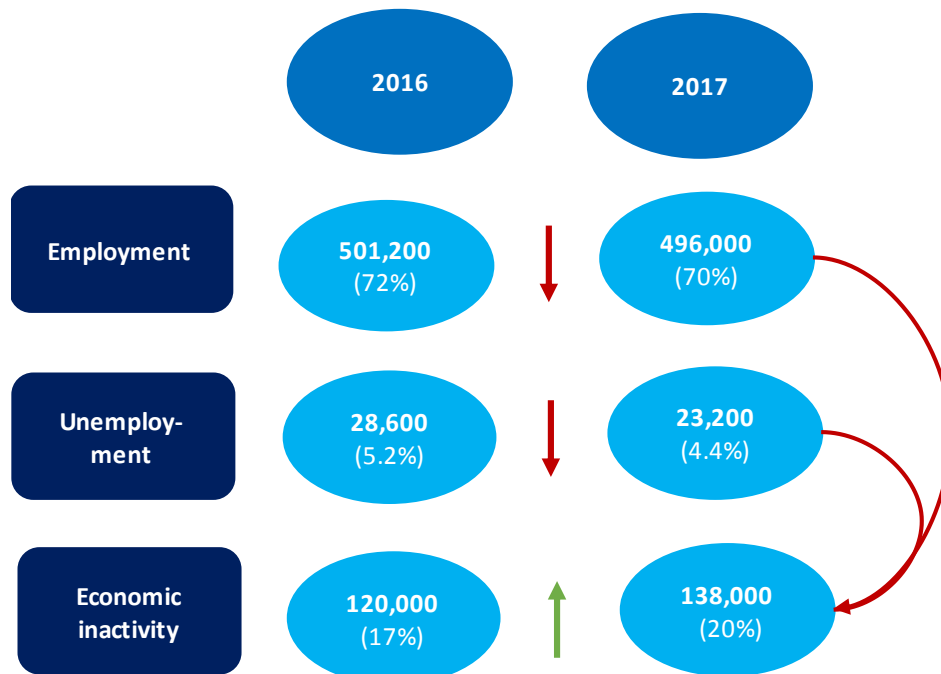 2016
2017
Employment
501,200
(72%)
496,000
(70%)
Unemploy-
ment
28,600
(5.2%)
23,200
(4.4%)
Economic
inactivity
120,000
(17%)
138,000
(20%)